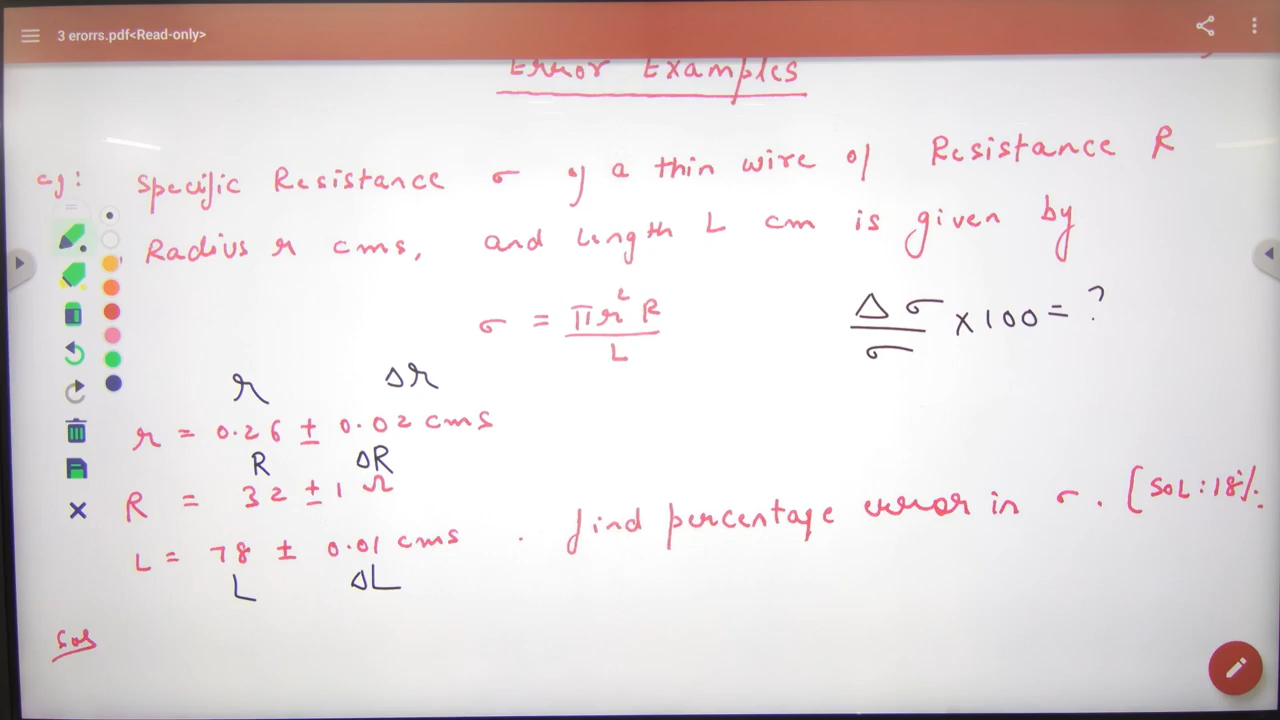 3 erorrs.pdf<Read-only>
Error Examples
eg: Specific Resistance σ of a thin wire of Resistance R
Radius r cms, and length L cm is given by
σ = πr² R / L
Δσ / σ × 100 = ?
r Δr
r = 0.26 ± 0.02 cms
R ΔR
R = 32 ± 1 Ω
L = 78 ± 0.01 cms . find percentage error in σ. [SOL: 18%.
L ΔL
Sol